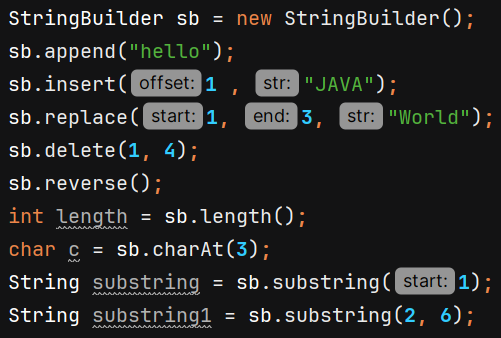 StringBuilder sb = new StringBuilder();
sb.append("hello");
sb.insert( offset: 1 , str: "JAVA");
sb.replace( start: 1, end: 3, str: "World");
sb.delete(1, 4);
sb.reverse();
int length = sb.length();
char c = sb.charAt(3);
String substring = sb.substring( start: 1);
String substring1 = sb.substring(2, 6);